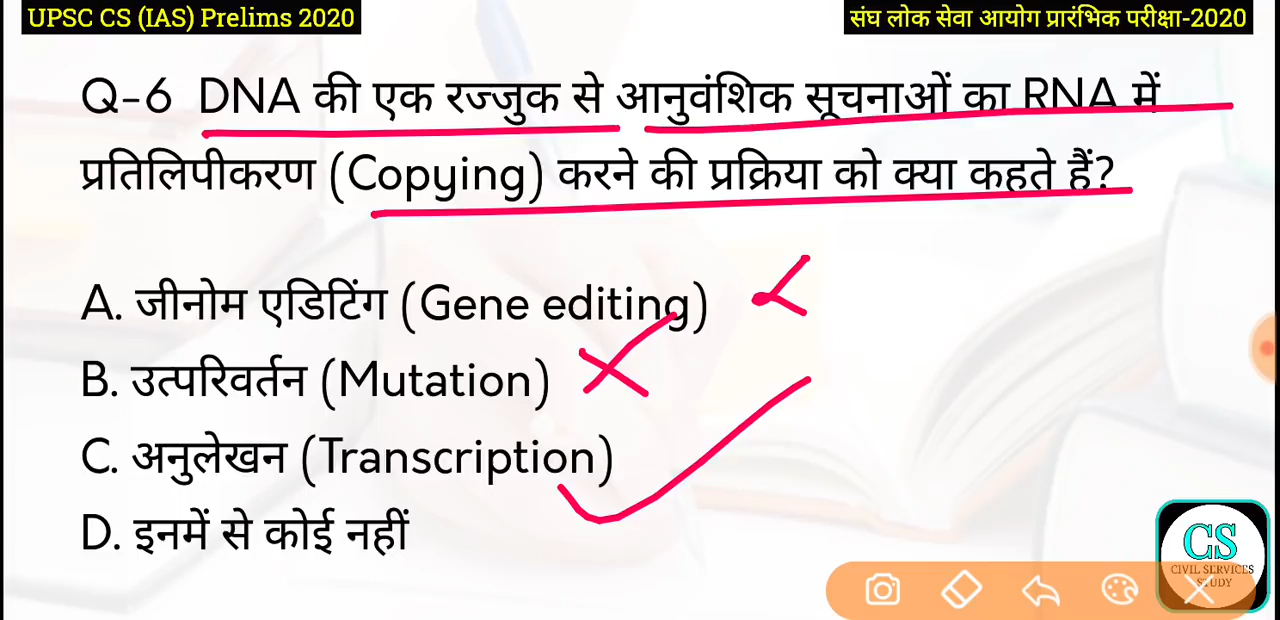 UPSC CS (IAS) Prelims 2020
संघ लोक सेवा आयोग प्रारंभिक परीक्षा-2020
Q-6 DNA की एक रज्जुक से आनुवंशिक सूचनाओं का RNA में
प्रतिलिपीकरण (Copying) करने की प्रक्रिया को क्या कहते हैं?
A. जीनोम एडिटिंग (Gene editing)
B. उत्परिवर्तन (Mutation)
C. अनुलेखन (Transcription)
D. इनमें से कोई नहीं
CS
CIVIL SERVICES
STUDY